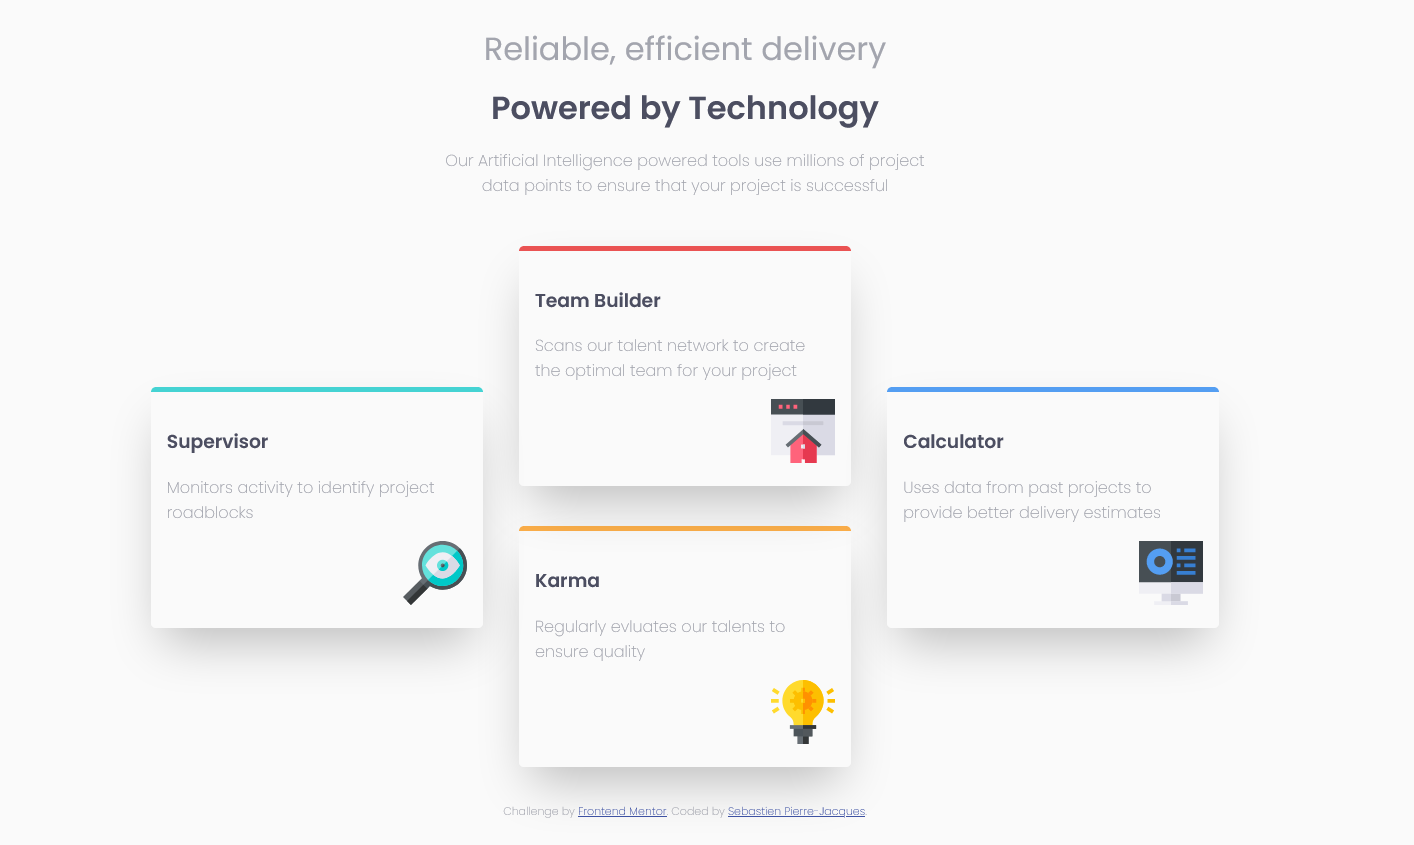 Reliable, efficient delivery
Powered by Technology
Our Artificial Intelligence powered tools use millions of project
data points to ensure that your project is successful
Team Builder
Scans our talent network to create
the optimal team for your project
Supervisor
Monitors activity to identify project
roadblocks
Calculator
Uses data from past projects to
provide better delivery estimates
Karma
Regularly evluates our talents to
ensure quality
Challenge by Frontend Mentor. Coded by Sebastien Pierre-Jacques.